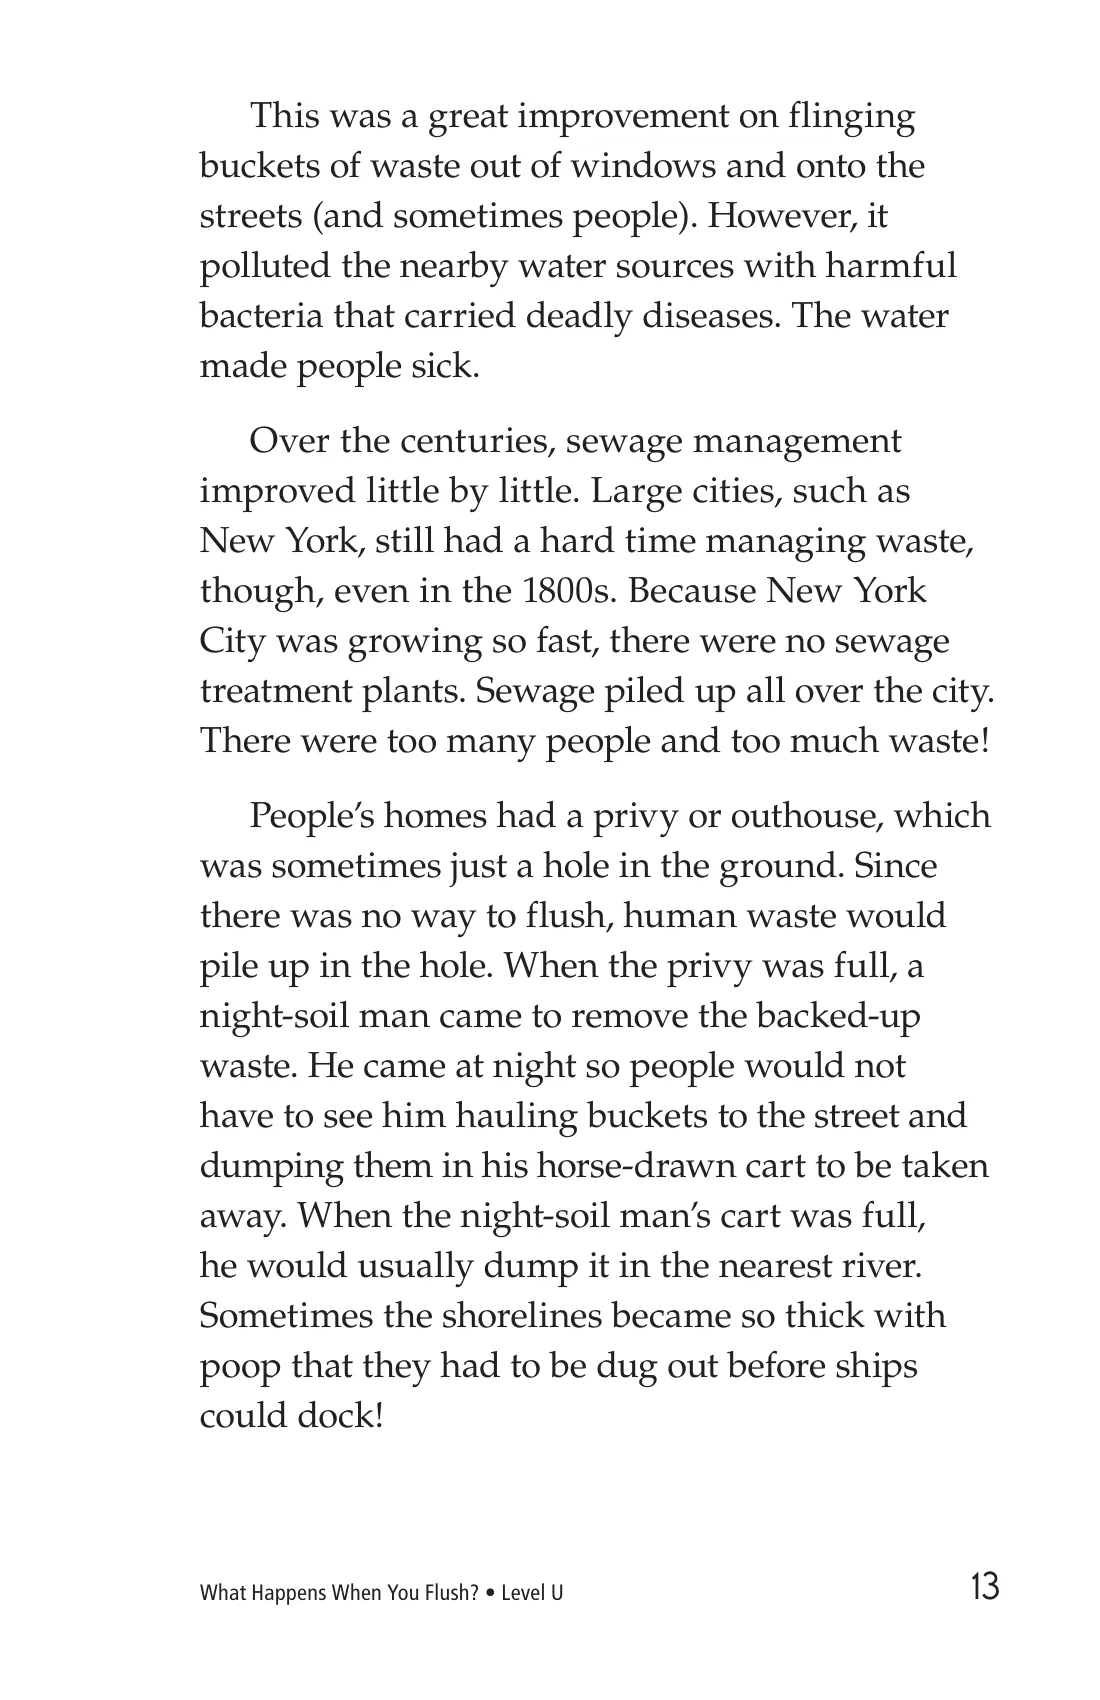 This was a great improvement on flinging
buckets of waste out of windows and onto the
streets (and sometimes people). However, it
polluted the nearby water sources with harmful
bacteria that carried deadly diseases. The water
made people sick.
Over the centuries, sewage management
improved little by little. Large cities, such as
New York, still had a hard time managing waste,
though, even in the 1800s. Because New York
City was growing so fast, there were no sewage
treatment plants. Sewage piled up all over the city.
There were too many people and too much waste!
People’s homes had a privy or outhouse, which
was sometimes just a hole in the ground. Since
there was no way to flush, human waste would
pile up in the hole. When the privy was full, a
night-soil man came to remove the backed-up
waste. He came at night so people would not
have to see him hauling buckets to the street and
dumping them in his horse-drawn cart to be taken
away. When the night-soil man’s cart was full,
he would usually dump it in the nearest river.
Sometimes the shorelines became so thick with
poop that they had to be dug out before ships
could dock!
What Happens When You Flush? • Level U
13